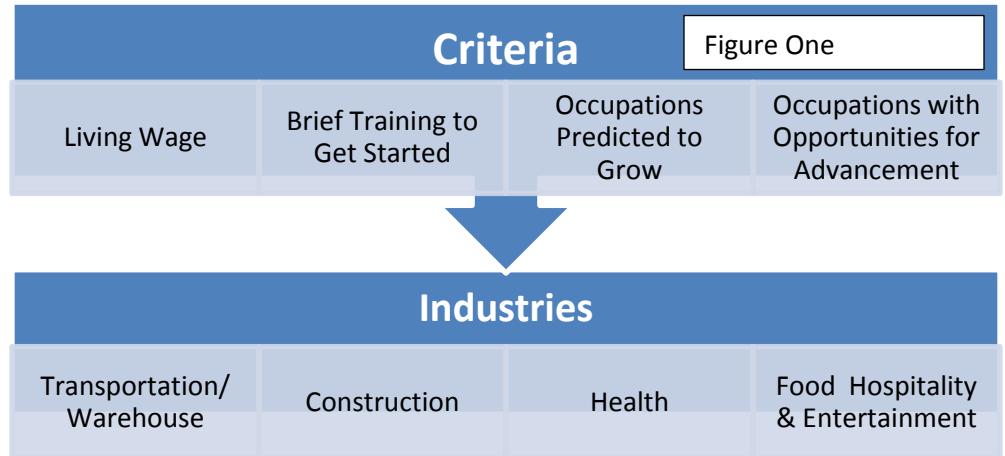 Criteria
Figure One
Living Wage
Brief Training to
Get Started
Occupations
Predicted to
Grow
Occupations with
Opportunities for
Advancement
Industries
Transportation/
Warehouse
Construction
Health
Food Hospitality
& Entertainment